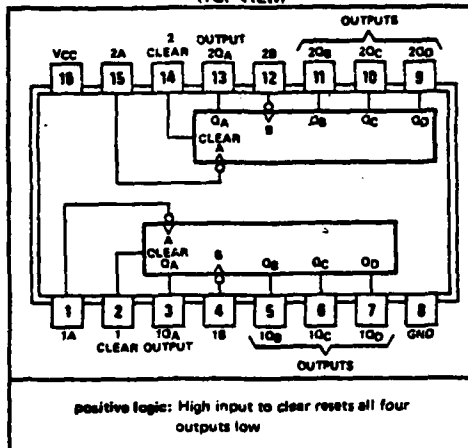 OUTPUTS
2 OUTPUT
VCC 2A CLEAR 2QA 2B 2QB 2QC 2QD
16 15 14 13 12 11 10 9
QA B QB QC QD
CLEAR
A
A
CLEAR B
QA QB QC QD
1 2 3 4 5 6 7 8
1A 1 1QA 1B 1QB 1QC 1QD GND
CLEAR OUTPUT
OUTPUTS
positive logic: High input to clear resets all four
outputs low